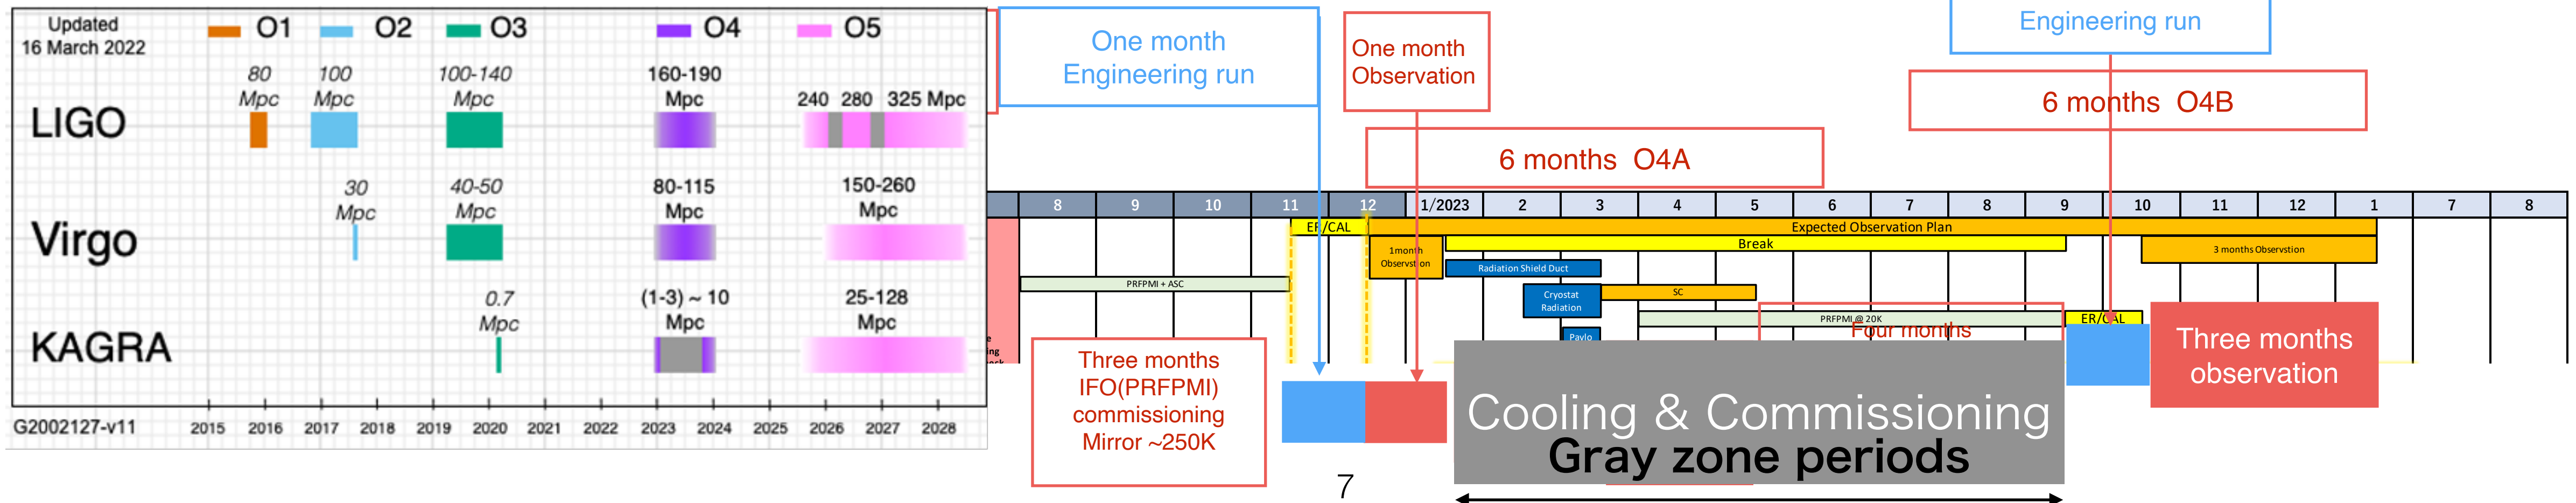 Updated
16 March 2022
O1 O2 O3 O4 O5
80 100 100-140 160-190
Mpc Mpc Mpc Mpc 240 280 325 Mpc
LIGO
30 40-50 80-115 150-260
Mpc Mpc Mpc Mpc
Virgo
0.7 (1-3) ~ 10 25-128
Mpc Mpc Mpc
KAGRA
G2002127-v11 2015 2016 2017 2018 2019 2020 2021 2022 2023 2024 2025 2026 2027 2028
One month
Engineering run
One month
Observation
Engineering run
6 months O4B
6 months O4A
8 9 10 11 12 1/2023 2 3 4 5 6 7 8 9 10 11 12 1 7 8
ER/CAL
Expected Observation Plan
1month
Observstion
Break
3 months Observstion
Radiation Shield Duct
PRFPMI + ASC
Cryostat
Radiation
SC
PRFPMI @ 20K
ER/CAL
Four months
Paylo
e
ing
Three months
IFO(PRFPMI)
commissioning
Mirror ~250K
Three months
observation
Cooling & Commissioning
Gray zone periods
7